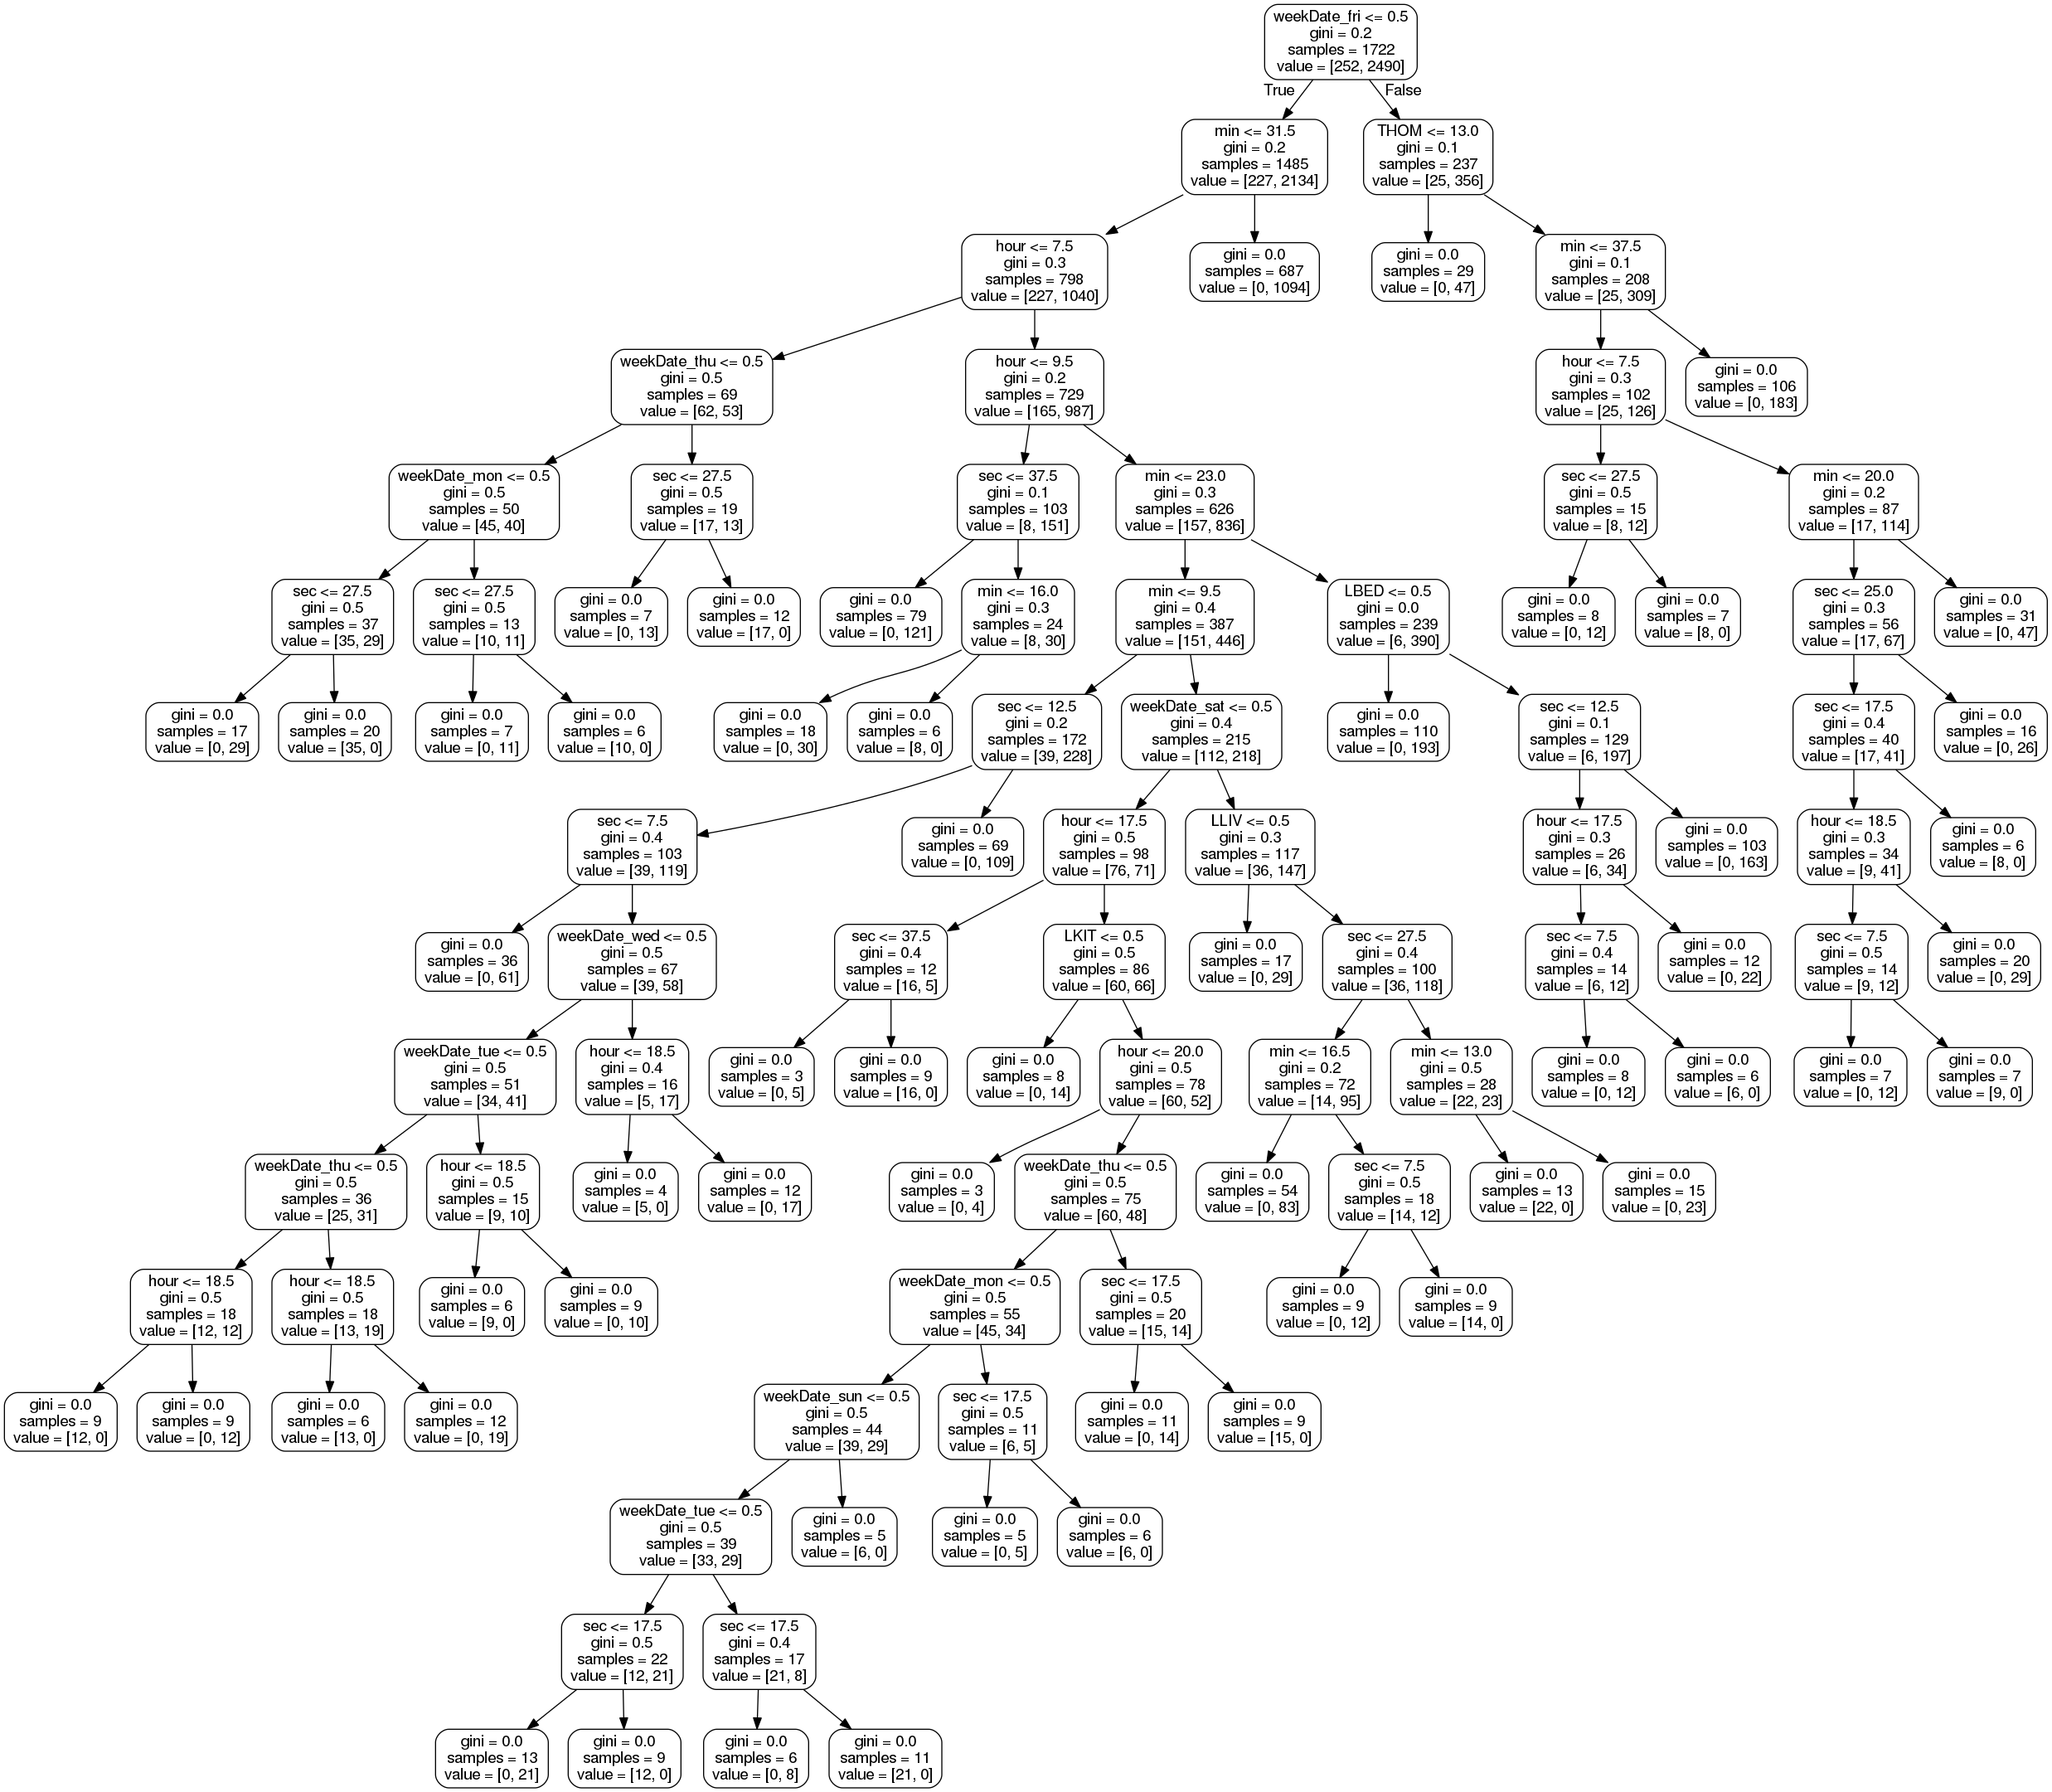 weekDate_fri <= 0.5
gini = 0.2
samples = 1722
value = [252, 2490]
True
False
min <= 31.5
gini = 0.2
samples = 1485
value = [227, 2134]
THOM <= 13.0
gini = 0.1
samples = 237
value = [25, 356]
hour <= 7.5
gini = 0.3
samples = 798
value = [227, 1040]
gini = 0.0
samples = 687
value = [0, 1094]
gini = 0.0
samples = 29
value = [0, 47]
min <= 37.5
gini = 0.1
samples = 208
value = [25, 309]
weekDate_thu <= 0.5
gini = 0.5
samples = 69
value = [62, 53]
hour <= 9.5
gini = 0.2
samples = 729
value = [165, 987]
hour <= 7.5
gini = 0.3
samples = 102
value = [25, 126]
gini = 0.0
samples = 106
value = [0, 183]
weekDate_mon <= 0.5
gini = 0.5
samples = 50
value = [45, 40]
sec <= 27.5
gini = 0.5
samples = 19
value = [17, 13]
sec <= 37.5
gini = 0.1
samples = 103
value = [8, 151]
min <= 23.0
gini = 0.3
samples = 626
value = [157, 836]
sec <= 27.5
gini = 0.5
samples = 15
value = [8, 12]
min <= 20.0
gini = 0.2
samples = 87
value = [17, 114]
sec <= 27.5
gini = 0.5
samples = 37
value = [35, 29]
sec <= 27.5
gini = 0.5
samples = 13
value = [10, 11]
gini = 0.0
samples = 7
value = [0, 13]
gini = 0.0
samples = 12
value = [17, 0]
gini = 0.0
samples = 79
value = [0, 121]
min <= 16.0
gini = 0.3
samples = 24
value = [8, 30]
min <= 9.5
gini = 0.4
samples = 387
value = [151, 446]
LBED <= 0.5
gini = 0.0
samples = 239
value = [6, 390]
gini = 0.0
samples = 8
value = [0, 12]
gini = 0.0
samples = 7
value = [8, 0]
sec <= 25.0
gini = 0.3
samples = 56
value = [17, 67]
gini = 0.0
samples = 31
value = [0, 47]
gini = 0.0
samples = 17
value = [0, 29]
gini = 0.0
samples = 20
value = [35, 0]
gini = 0.0
samples = 7
value = [0, 11]
gini = 0.0
samples = 6
value = [10, 0]
gini = 0.0
samples = 18
value = [0, 30]
gini = 0.0
samples = 6
value = [8, 0]
sec <= 12.5
gini = 0.2
samples = 172
value = [39, 228]
weekDate_sat <= 0.5
gini = 0.4
samples = 215
value = [112, 218]
gini = 0.0
samples = 110
value = [0, 193]
sec <= 12.5
gini = 0.1
samples = 129
value = [6, 197]
sec <= 17.5
gini = 0.4
samples = 40
value = [17, 41]
gini = 0.0
samples = 16
value = [0, 26]
sec <= 7.5
gini = 0.4
samples = 103
value = [39, 119]
gini = 0.0
samples = 69
value = [0, 109]
hour <= 17.5
gini = 0.5
samples = 98
value = [76, 71]
LLIV <= 0.5
gini = 0.3
samples = 117
value = [36, 147]
hour <= 17.5
gini = 0.3
samples = 26
value = [6, 34]
gini = 0.0
samples = 103
value = [0, 163]
hour <= 18.5
gini = 0.3
samples = 34
value = [9, 41]
gini = 0.0
samples = 6
value = [8, 0]
gini = 0.0
samples = 36
value = [0, 61]
weekDate_wed <= 0.5
gini = 0.5
samples = 67
value = [39, 58]
sec <= 37.5
gini = 0.4
samples = 12
value = [16, 5]
LKIT <= 0.5
gini = 0.5
samples = 86
value = [60, 66]
gini = 0.0
samples = 17
value = [0, 29]
sec <= 27.5
gini = 0.4
samples = 100
value = [36, 118]
sec <= 7.5
gini = 0.4
samples = 14
value = [6, 12]
gini = 0.0
samples = 12
value = [0, 22]
sec <= 7.5
gini = 0.5
samples = 14
value = [9, 12]
gini = 0.0
samples = 20
value = [0, 29]
weekDate_tue <= 0.5
gini = 0.5
samples = 51
value = [34, 41]
hour <= 18.5
gini = 0.4
samples = 16
value = [5, 17]
gini = 0.0
samples = 3
value = [0, 5]
gini = 0.0
samples = 9
value = [16, 0]
gini = 0.0
samples = 8
value = [0, 14]
hour <= 20.0
gini = 0.5
samples = 78
value = [60, 52]
min <= 16.5
gini = 0.2
samples = 72
value = [14, 95]
min <= 13.0
gini = 0.5
samples = 28
value = [22, 23]
gini = 0.0
samples = 8
value = [0, 12]
gini = 0.0
samples = 6
value = [6, 0]
gini = 0.0
samples = 7
value = [0, 12]
gini = 0.0
samples = 7
value = [9, 0]
weekDate_thu <= 0.5
gini = 0.5
samples = 36
value = [25, 31]
hour <= 18.5
gini = 0.5
samples = 15
value = [9, 10]
gini = 0.0
samples = 4
value = [5, 0]
gini = 0.0
samples = 12
value = [0, 17]
gini = 0.0
samples = 3
value = [0, 4]
weekDate_thu <= 0.5
gini = 0.5
samples = 75
value = [60, 48]
gini = 0.0
samples = 54
value = [0, 83]
sec <= 7.5
gini = 0.5
samples = 18
value = [14, 12]
gini = 0.0
samples = 13
value = [22, 0]
gini = 0.0
samples = 15
value = [0, 23]
hour <= 18.5
gini = 0.5
samples = 18
value = [12, 12]
hour <= 18.5
gini = 0.5
samples = 18
value = [13, 19]
gini = 0.0
samples = 6
value = [9, 0]
gini = 0.0
samples = 9
value = [0, 10]
weekDate_mon <= 0.5
gini = 0.5
samples = 55
value = [45, 34]
sec <= 17.5
gini = 0.5
samples = 20
value = [15, 14]
gini = 0.0
samples = 9
value = [0, 12]
gini = 0.0
samples = 9
value = [14, 0]
gini = 0.0
samples = 9
value = [12, 0]
gini = 0.0
samples = 9
value = [0, 12]
gini = 0.0
samples = 6
value = [13, 0]
gini = 0.0
samples = 12
value = [0, 19]
weekDate_sun <= 0.5
gini = 0.5
samples = 44
value = [39, 29]
sec <= 17.5
gini = 0.5
samples = 11
value = [6, 5]
gini = 0.0
samples = 11
value = [0, 14]
gini = 0.0
samples = 9
value = [15, 0]
weekDate_tue <= 0.5
gini = 0.5
samples = 39
value = [33, 29]
gini = 0.0
samples = 5
value = [6, 0]
gini = 0.0
samples = 5
value = [0, 5]
gini = 0.0
samples = 6
value = [6, 0]
sec <= 17.5
gini = 0.5
samples = 22
value = [12, 21]
sec <= 17.5
gini = 0.4
samples = 17
value = [21, 8]
gini = 0.0
samples = 13
value = [0, 21]
gini = 0.0
samples = 9
value = [12, 0]
gini = 0.0
samples = 6
value = [0, 8]
gini = 0.0
samples = 11
value = [21, 0]